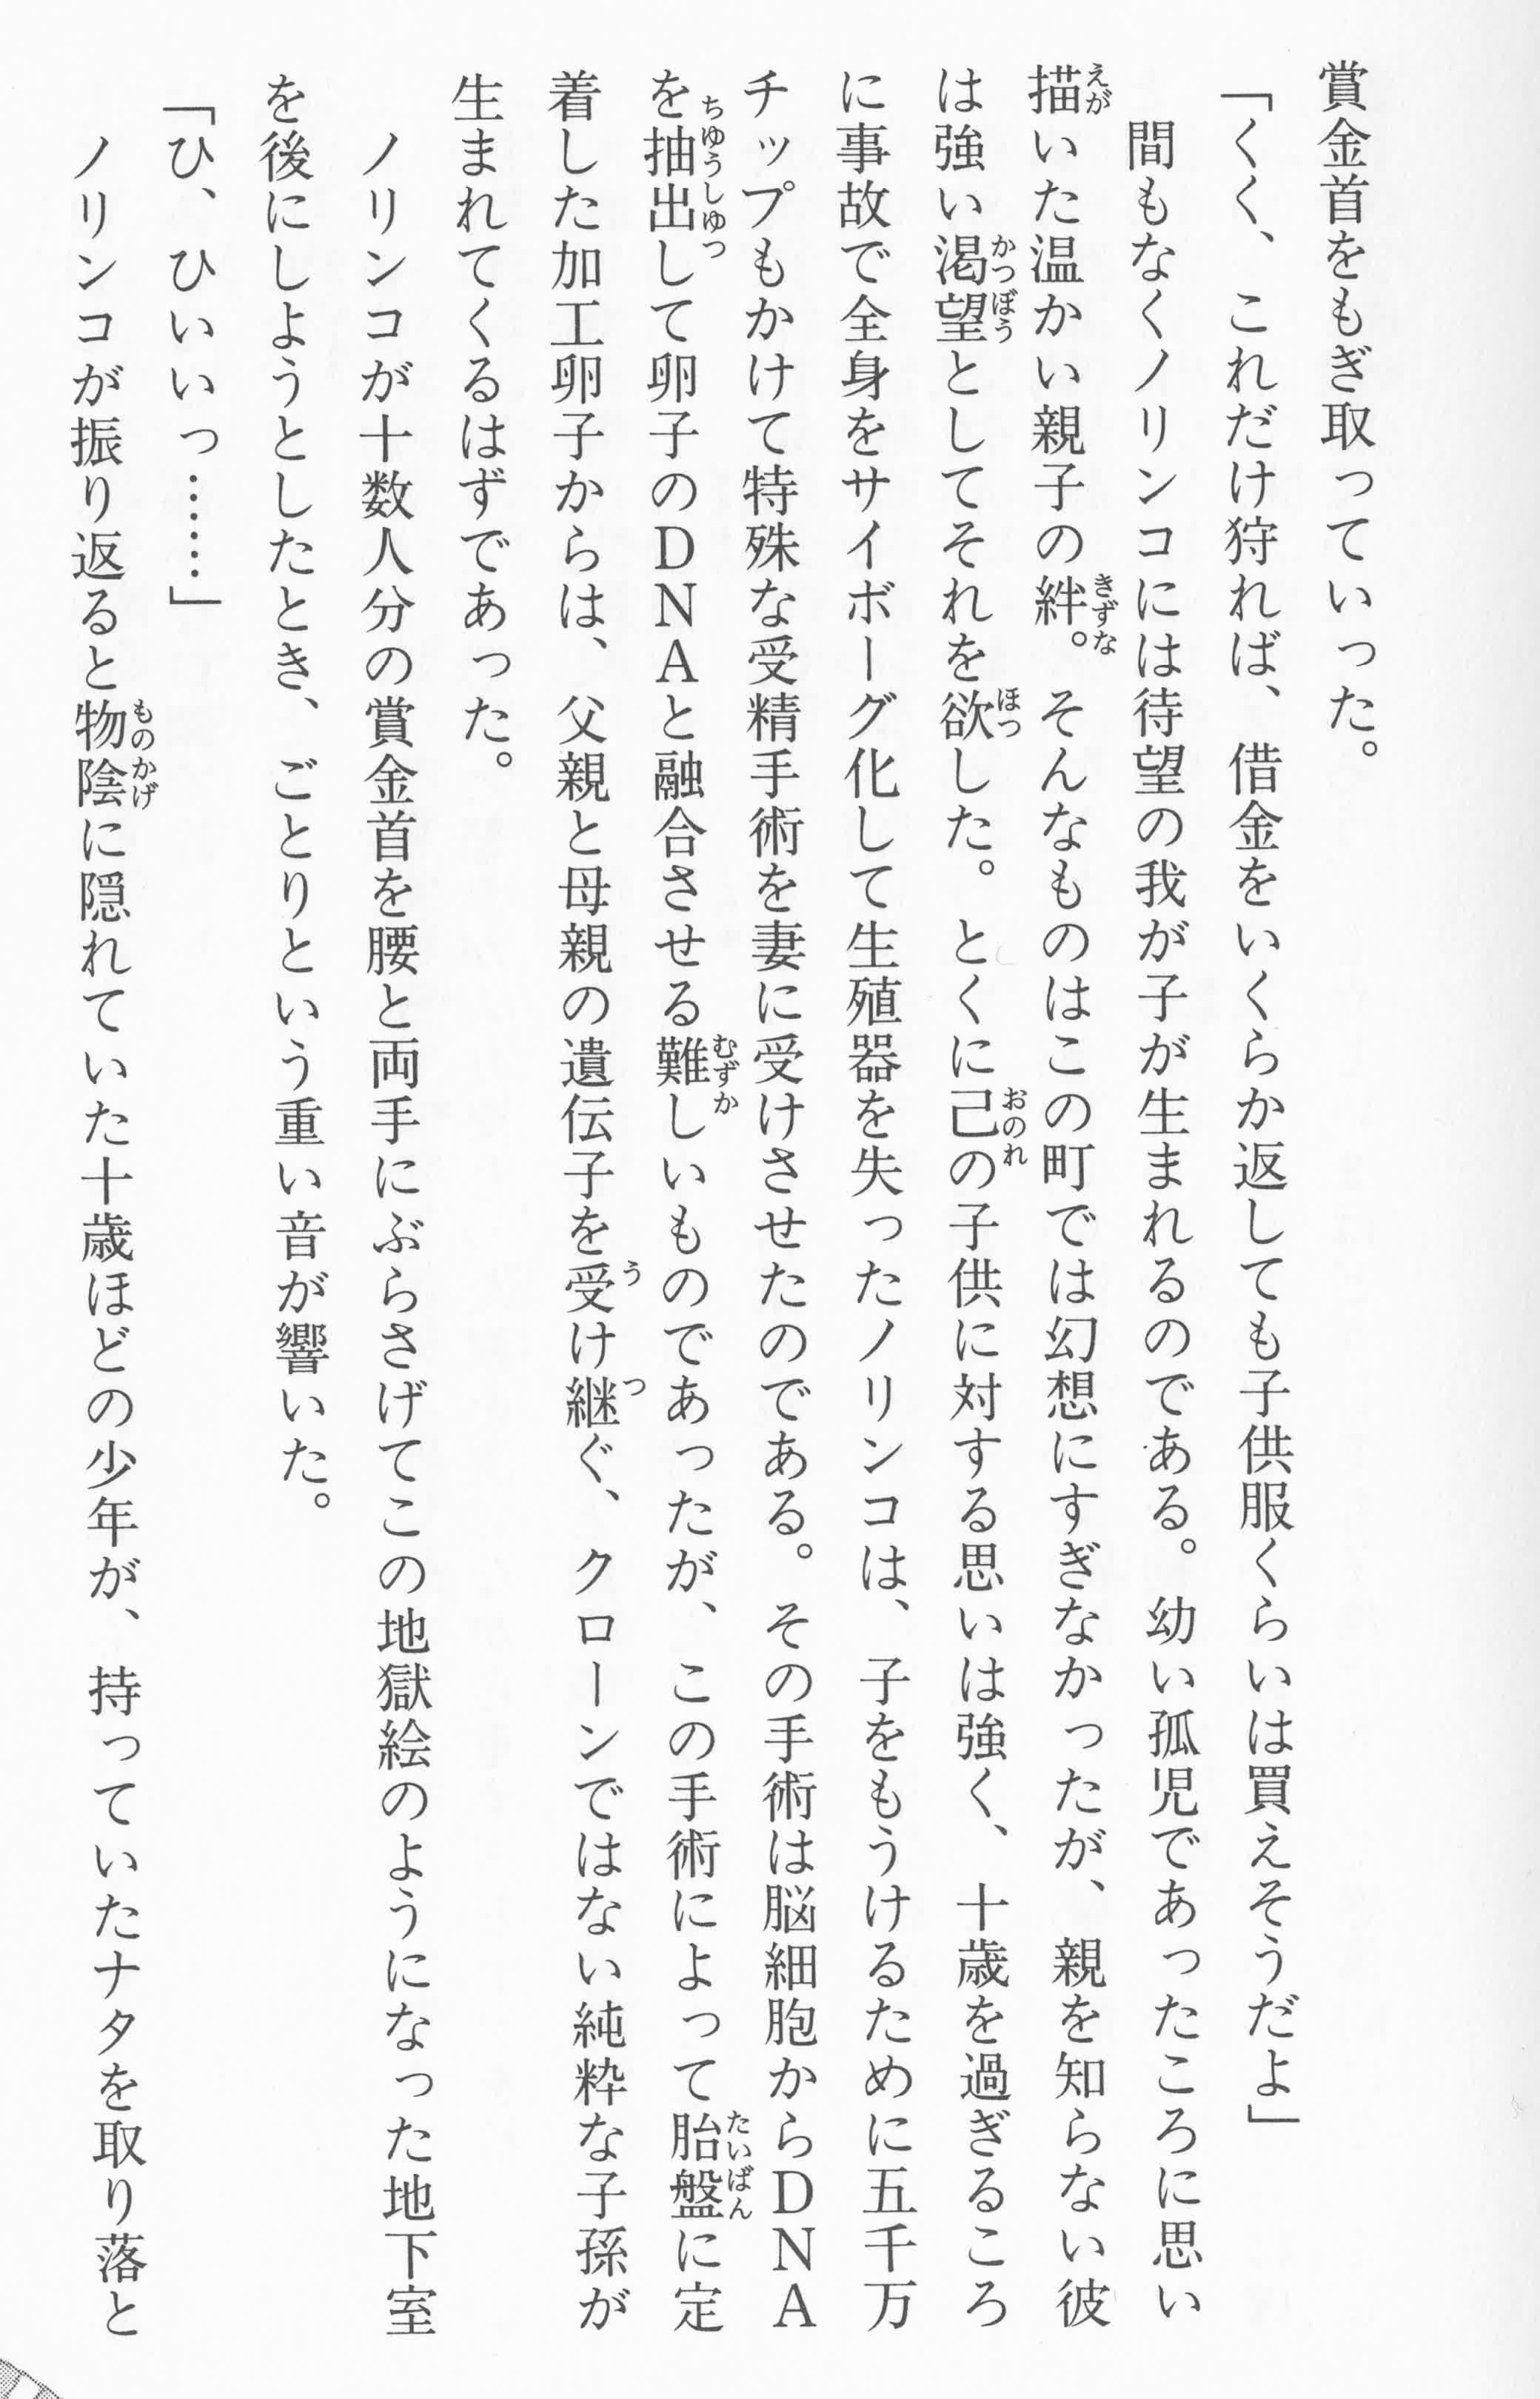 賞金首をもぎ取っていった。
「くく、これだけ狩れば、借金をいくらか返しても子供服くらいは買えそうだよ」
間もなくノリンコには待望の我が子が生まれるのである。幼い孤児であったころに思い
描いた温かい親子の絆。そんなものはこの町では幻想にすぎなかったが、親を知らない彼
は強い渇望としてそれを欲した。とくに己の子供に対する思いは強く、十歳を過ぎるころ
に事故で全身をサイボーグ化して生殖器を失ったノリンコは、子をもうけるために五千万
チップもかけて特殊な受精手術を妻に受けさせたのである。その手術は脳細胞からDNA
を抽出して卵子のDNAと融合させる難しいものであったが、この手術によって胎盤に定
着した加工卵子からは、父親と母親の遺伝子を受け継ぐ、クローンではない純粋な子孫が
生まれてくるはずであった。
ノリンコが十数人分の賞金首を腰と両手にぶらさげてこの地獄絵のようになった地下室
を後にしようとしたとき、ごとりという重い音が響いた。
「ひ、ひいいっ……」
ノリンコが振り返ると物陰に隠れていた十歳ほどの少年が、持っていたナタを取り落と